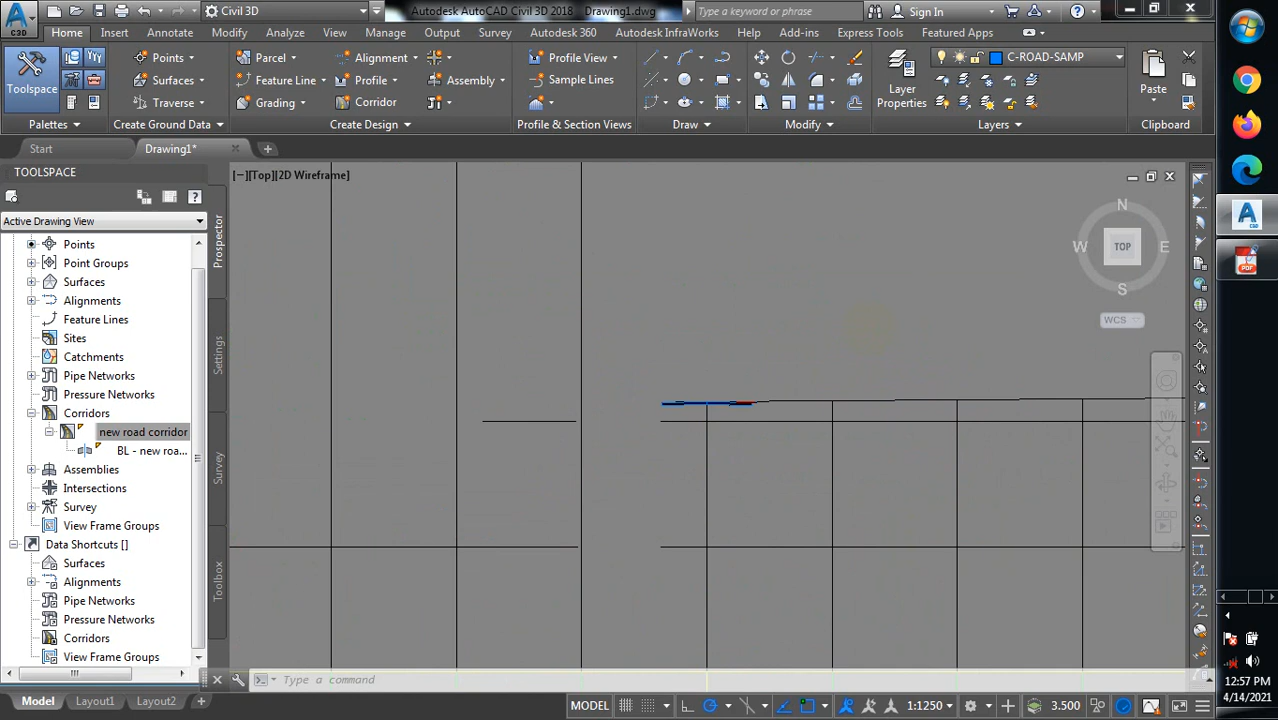 Civil 3D
Autodesk AutoCAD Civil 3D 2018 Drawing1.dwg
Type a keyword or phrase
Sign In
C3D
Home Insert Annotate Modify Analyze View Manage Output Survey Autodesk 360 Autodesk InfraWorks Help Add-ins Express Tools Featured Apps
Toolspace
Points
Surfaces
Traverse
Parcel
Feature Line
Grading
Alignment
Profile
Corridor
Assembly
Profile View
Sample Lines
Layer
Properties
C-ROAD-SAMP
Paste
Palettes
Create Ground Data
Create Design
Profile & Section Views
Draw
Modify
Layers
Clipboard
Start
Drawing1*
TOOLSPACE
Active Drawing View
Points
Point Groups
Surfaces
Alignments
Feature Lines
Sites
Catchments
Pipe Networks
Pressure Networks
Corridors
new road corridor
BL - new roa...
Assemblies
Intersections
Survey
View Frame Groups
Data Shortcuts []
Surfaces
Alignments
Pipe Networks
Pressure Networks
Corridors
View Frame Groups
Prospector
Settings
Survey
Toolbox
[−][Top][2D Wireframe]
N
W TOP E
S
WCS
Type a command
Model Layout1 Layout2
MODEL
1:1250
3.500
PDF
12:57 PM
4/14/2021